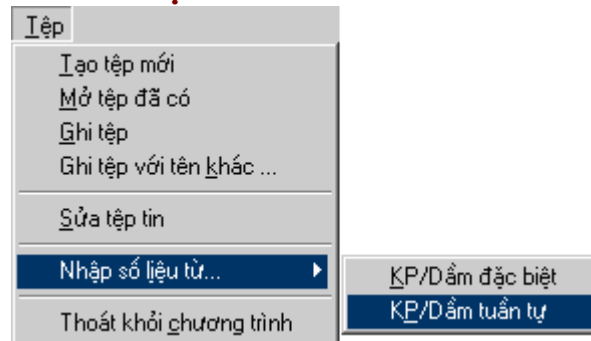 Tệp
Tạo tệp mới
Mở tệp đã có
Ghi tệp
Ghi tệp với tên khác ...
Sửa tệp tin
Nhập số liệu từ...
KP/Dầm đặc biệt
KP/Dầm tuần tự
Thoát khỏi chương trình